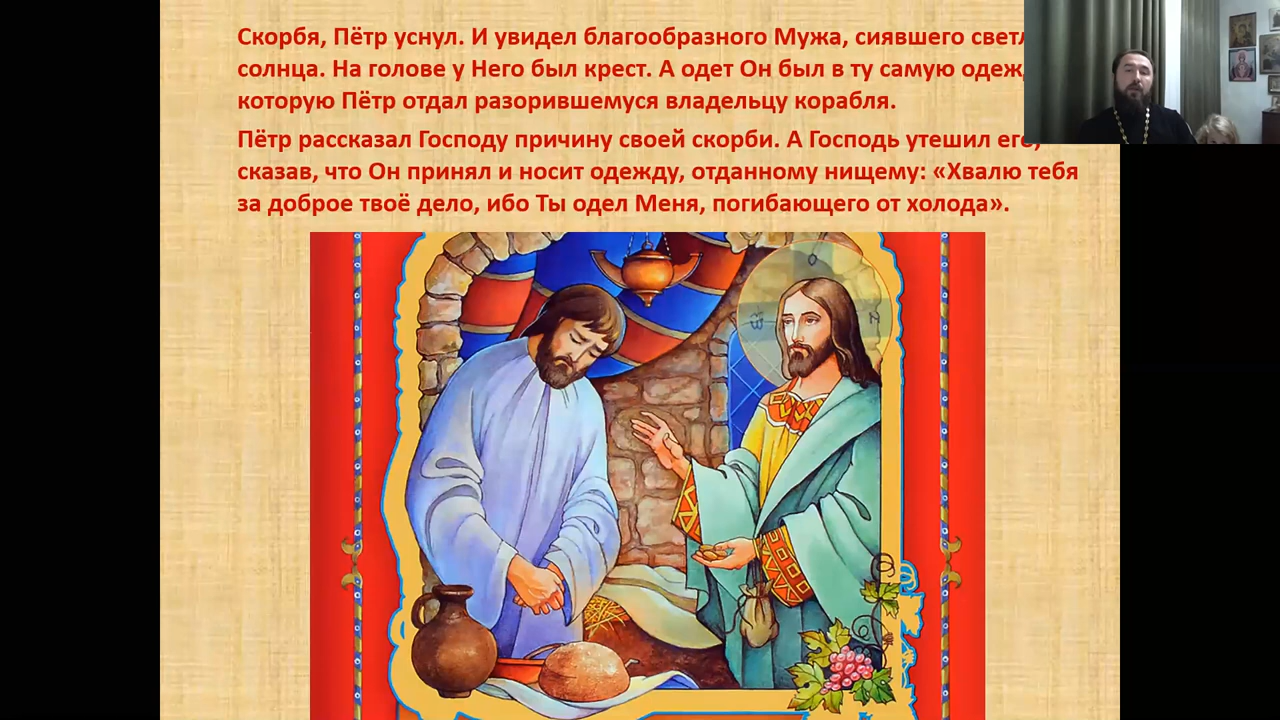 Скорбя, Пётр уснул. И увидел благообразного Мужа, сиявшего
солнца. На голове у Него был крест. А одет Он был в ту самую
которую Пётр отдал разорившемуся владельцу корабля.
Пётр рассказал Господу причину своей скорби. А Господь утешил его,
сказав, что Он принял и носит одежду, отданному нищему: «Хвалю тебя
за доброе твоё дело, ибо Ты одел Меня, погибающего от холода».